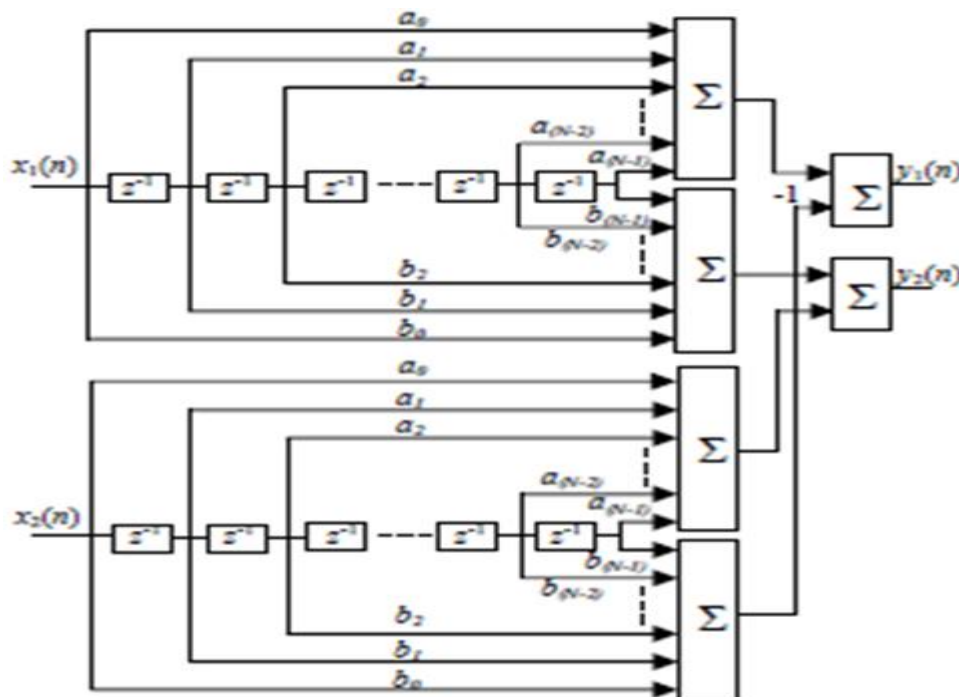 a₀
a₁
a₂
a₍N-2₎
a₍N-1₎
x₁(n)
z⁻¹ z⁻¹ z⁻¹ z⁻¹ z⁻¹
b₍N-1₎
b₍N-2₎
b₂
b₁
b₀
Σ
Σ
-1
Σ y₁(n)
Σ y₂(n)
a₀
a₁
a₂
a₍N-2₎
a₍N-1₎
x₂(n)
z⁻¹ z⁻¹ z⁻¹ z⁻¹ z⁻¹
b₍N-1₎
b₍N-2₎
b₂
b₁
b₀
Σ
Σ